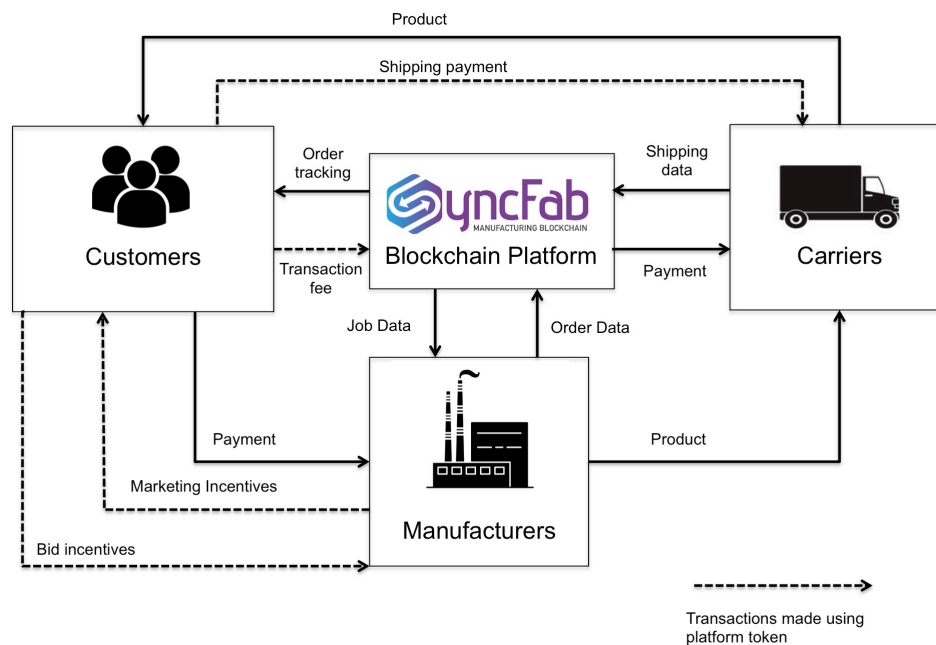 Product
Shipping payment
Order
tracking
Shipping
data
SyncFab
MANUFACTURING BLOCKCHAIN
Customers
Blockchain Platform
Carriers
Transaction
fee
Payment
Job Data
Order Data
Payment
Product
Marketing Incentives
Manufacturers
Bid incentives
Transactions made using
platform token